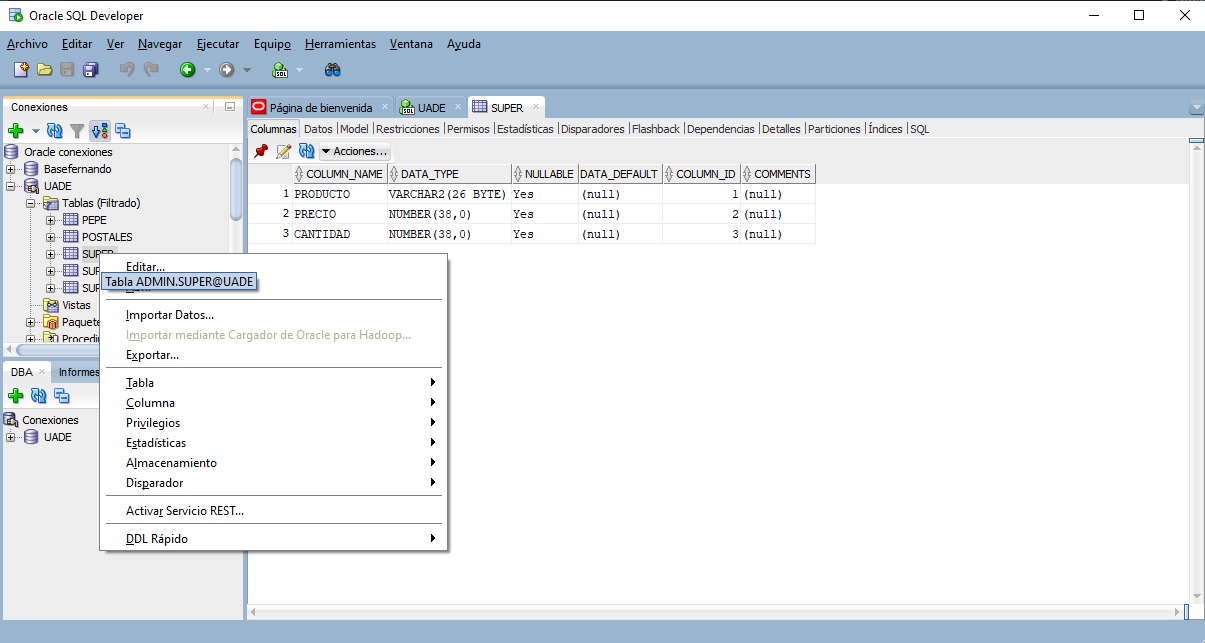 Oracle SQL Developer
Archivo Editar Ver Navegar Ejecutar Equipo Herramientas Ventana Ayuda
Conexiones
Oracle conexiones
Basefernando
UADE
Tablas (Filtrado)
PEPE
POSTALES
SUPER
SUP
SUP
Vistas
Paquete
Procedi
DBA
Informes
Conexiones
UADE
Página de bienvenida UADE SUPER
Columnas Datos Model Restricciones Permisos Estadísticas Disparadores Flashback Dependencias Detalles Particiones Índices SQL
Acciones...
COLUMN_NAME DATA_TYPE NULLABLE DATA_DEFAULT COLUMN_ID COMMENTS
1 PRODUCTO VARCHAR2(26 BYTE) Yes (null) 1 (null)
2 PRECIO NUMBER(38,0) Yes (null) 2 (null)
3 CANTIDAD NUMBER(38,0) Yes (null) 3 (null)
Editar...
Tabla ADMIN.SUPER@UADE
Importar Datos...
Importar mediante Cargador de Oracle para Hadoop...
Exportar...
Tabla
Columna
Privilegios
Estadísticas
Almacenamiento
Disparador
Activar Servicio REST...
DDL Rápido